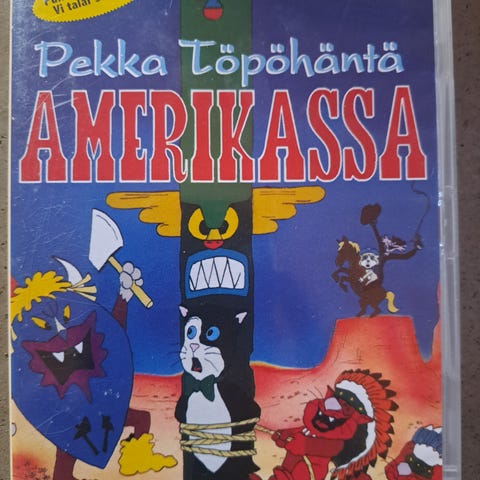 Vi talar
Pekka Töpöhäntä
AMERIKASSA